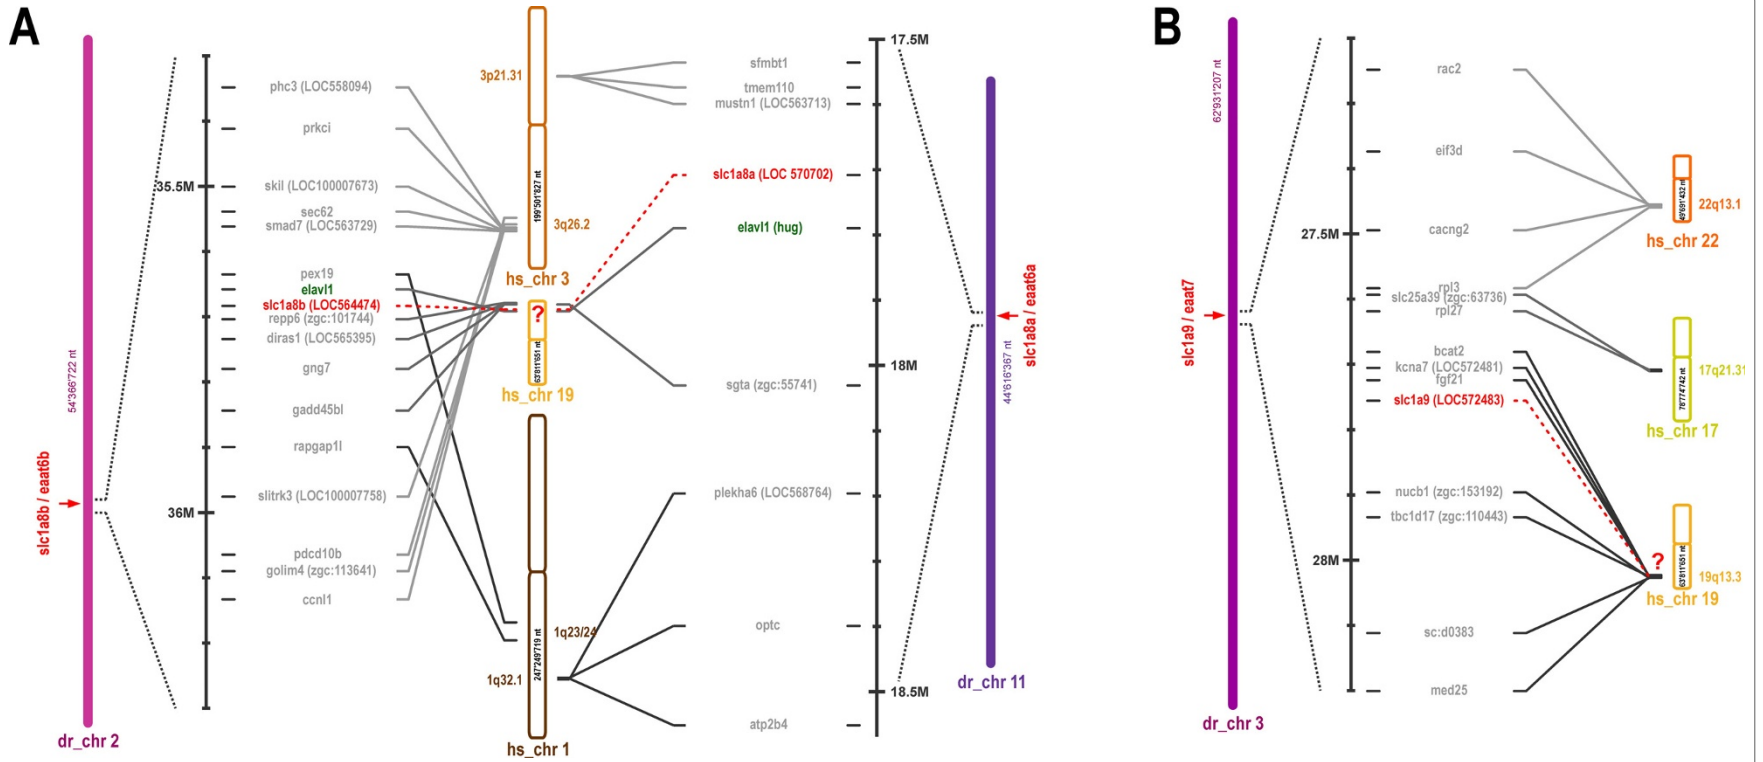 A
54'366'722 nt
slc1a8b / eaat6b
dr_chr 2
35.5M
36M
phc3 (LOC558094)
prkci
skil (LOC100007673)
sec62
smad7 (LOC563729)
pex19
elavl1
slc1a8b (LOC564474)
repp6 (zgc:101744)
diras1 (LOC565395)
gng7
gadd45bl
rapgap1l
slitrk3 (LOC100007758)
pdcd10b
golim4 (zgc:113641)
ccnl1
3p21.31
199'501'827 nt
3q26.2
hs_chr 3
?
63'811'651 nt
hs_chr 19
1q23/24
247'249'719 nt
1q32.1
hs_chr 1
sfmbt1
tmem110
mustn1 (LOC563713)
slc1a8a (LOC 570702)
elavl1 (hug)
sgta (zgc:55741)
plekha6 (LOC568764)
optc
atp2b4
17.5M
18M
18.5M
slc1a8a / eaat6a
44'616'367 nt
dr_chr 11
B
62'931'207 nt
slc1a9 / eaat7
dr_chr 3
27.5M
28M
rac2
eif3d
cacng2
rpl3
slc25a39 (zgc:63736)
rpl27
bcat2
kcna7 (LOC572481)
fgf21
slc1a9 (LOC572483)
nucb1 (zgc:153192)
tbc1d17 (zgc:110443)
sc:d0383
med25
49'691'432 nt
22q13.1
hs_chr 22
78'774'742 nt
17q21.31
hs_chr 17
?
63'811'651 nt
19q13.3
hs_chr 19